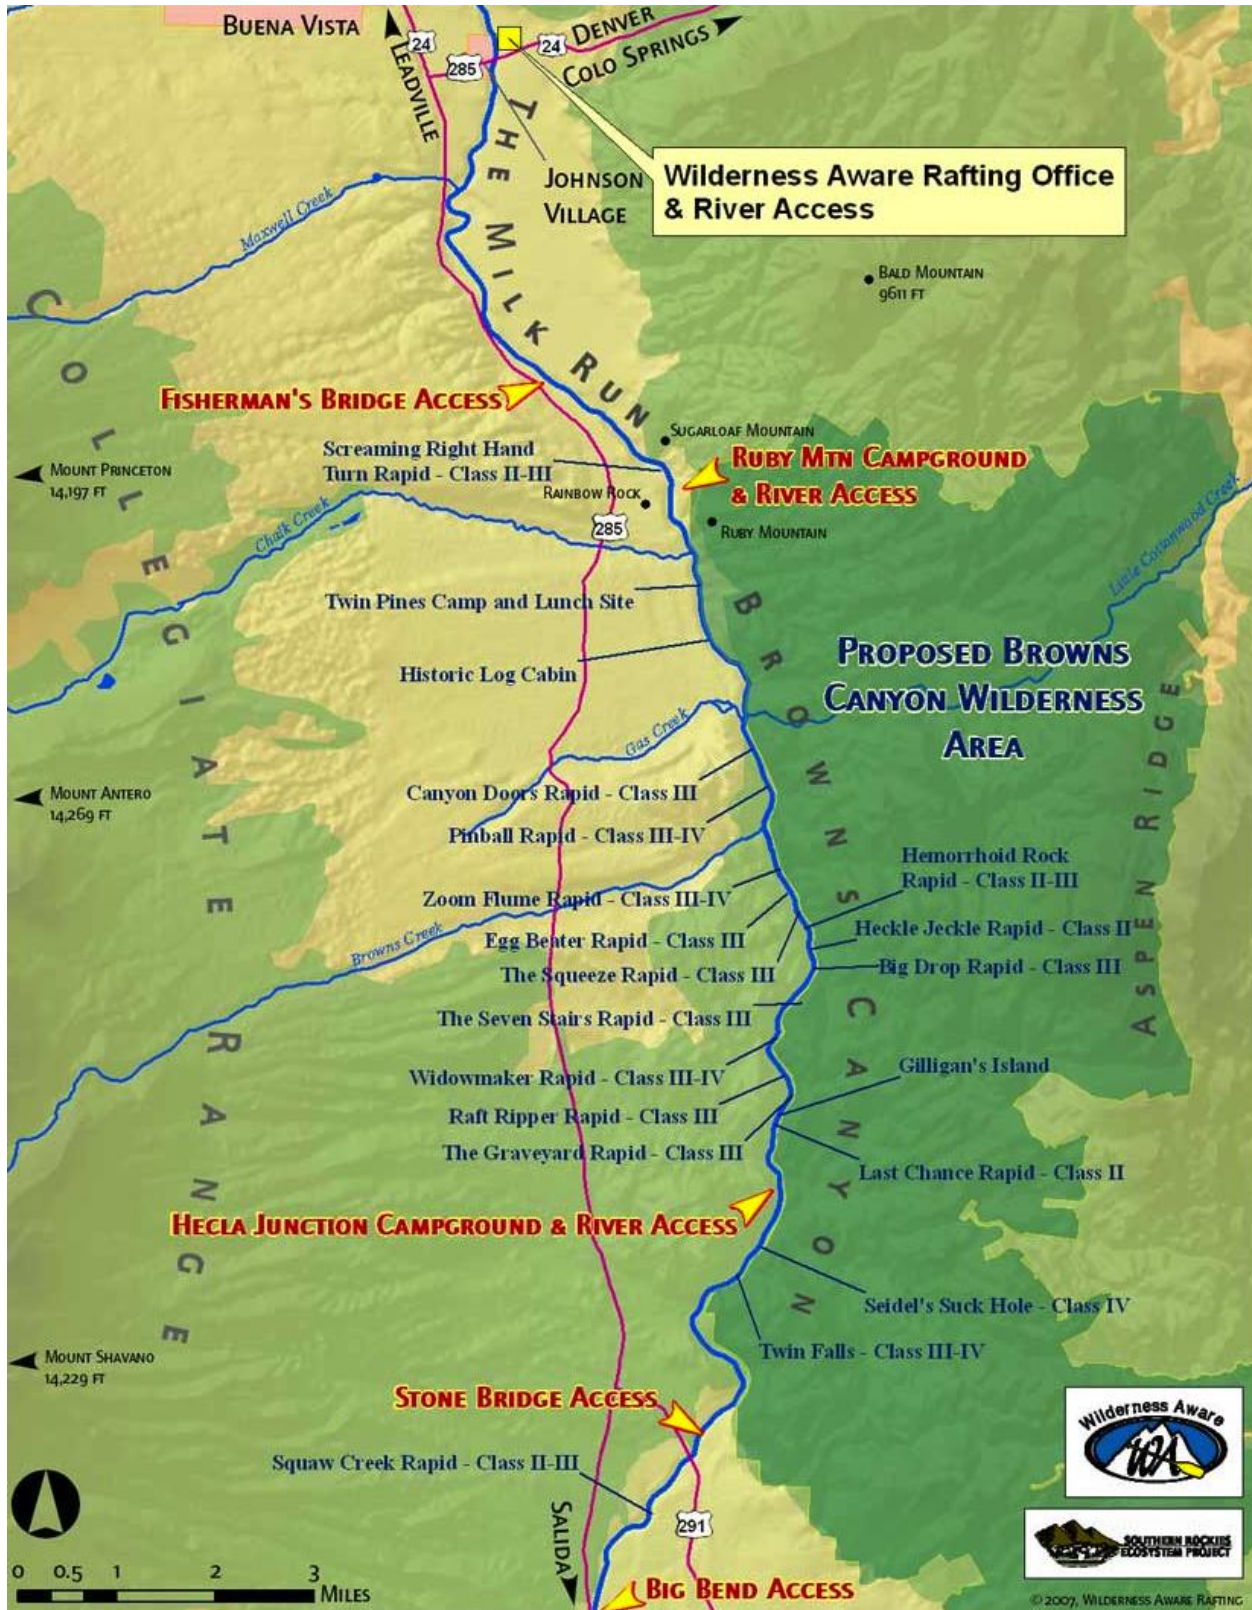 BUENA VISTA
24
24
DENVER
COLO SPRINGS
285
LEADVILLE
THE MILK RUN
JOHNSON
VILLAGE
Wilderness Aware Rafting Office
& River Access
Maxwell Creek
BALD MOUNTAIN
9611 FT
COLLEGIATE RANGE
FISHERMAN'S BRIDGE ACCESS
SUGARLOAF MOUNTAIN
Screaming Right Hand
Turn Rapid - Class II-III
RUBY MTN CAMPGROUND
& RIVER ACCESS
MOUNT PRINCETON
14,197 FT
RAINBOW ROCK
Chalk Creek
285
RUBY MOUNTAIN
Little Cottonwood Creek
Twin Pines Camp and Lunch Site
BROWNS CANYON
PROPOSED BROWNS
CANYON WILDERNESS
AREA
Historic Log Cabin
ASPEN RIDGE
Gas Creek
MOUNT ANTERO
14,269 FT
Canyon Doors Rapid - Class III
Pinball Rapid - Class III-IV
Hemorrhoid Rock
Rapid - Class II-III
Zoom Flume Rapid - Class III-IV
Heckle Jeckle Rapid - Class II
Egg Beater Rapid - Class III
Browns Creek
Big Drop Rapid - Class III
The Squeeze Rapid - Class III
The Seven Stairs Rapid - Class III
Gilligan's Island
Widowmaker Rapid - Class III-IV
Raft Ripper Rapid - Class III
The Graveyard Rapid - Class III
Last Chance Rapid - Class II
HECLA JUNCTION CAMPGROUND & RIVER ACCESS
Seidel's Suck Hole - Class IV
Twin Falls - Class III-IV
MOUNT SHAVANO
14,229 FT
STONE BRIDGE ACCESS
Squaw Creek Rapid - Class II-III
SALIDA
291
BIG BEND ACCESS
0 0.5 1 2 3
MILES
Wilderness Aware
WA
SOUTHERN ROCKIES
ECOSYSTEM PROJECT
© 2007, WILDERNESS AWARE RAFTING